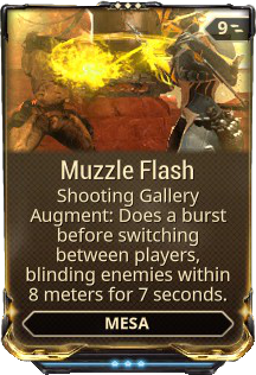 9
Muzzle Flash
Shooting Gallery
Augment: Does a burst
before switching
between players,
blinding enemies within
8 meters for 7 seconds.
MESA